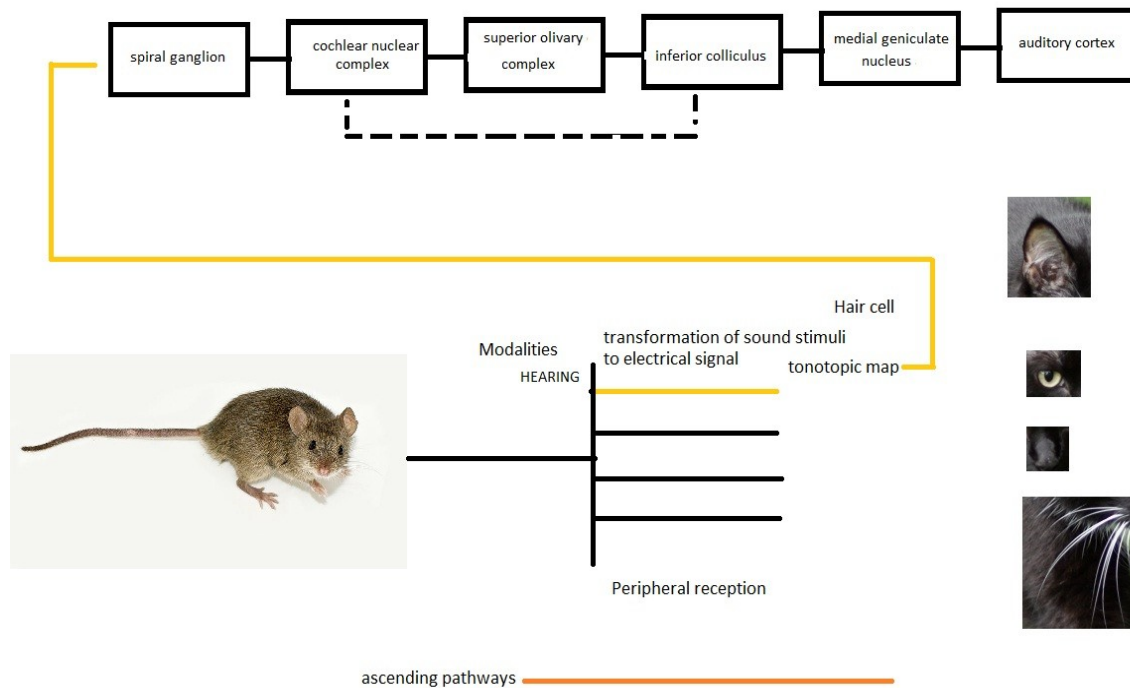 spiral ganglion
cochlear nuclear
complex
superior olivary
complex
inferior colliculus
medial geniculate
nucleus
auditory cortex
Hair cell
transformation of sound stimuli
to electrical signal
tonotopic map
Modalities
HEARING
Peripheral reception
ascending pathways